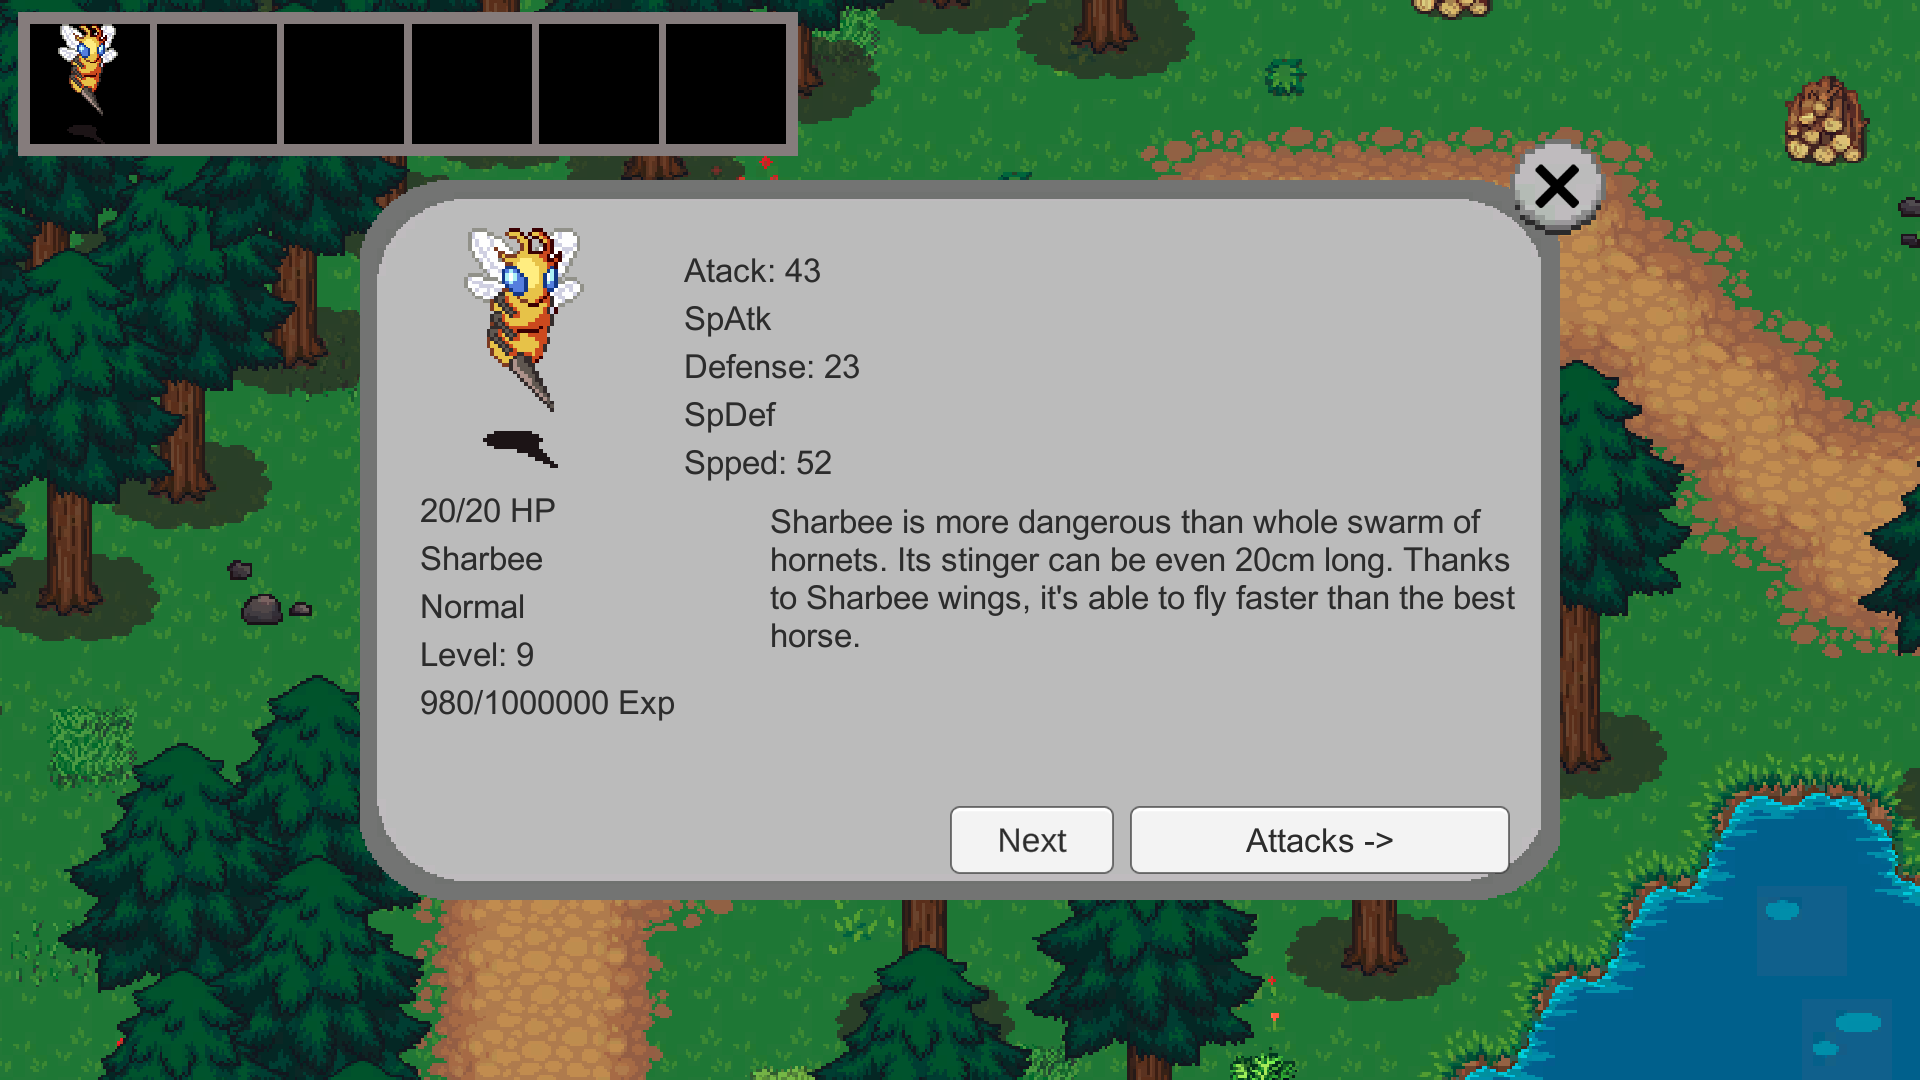 Atack: 43
SpAtk
Defense: 23
SpDef
Spped: 52
20/20 HP
Sharbee
Normal
Level: 9
980/1000000 Exp
Sharbee is more dangerous than whole swarm of
hornets. Its stinger can be even 20cm long. Thanks
to Sharbee wings, it's able to fly faster than the best
horse.
Next
Attacks ->